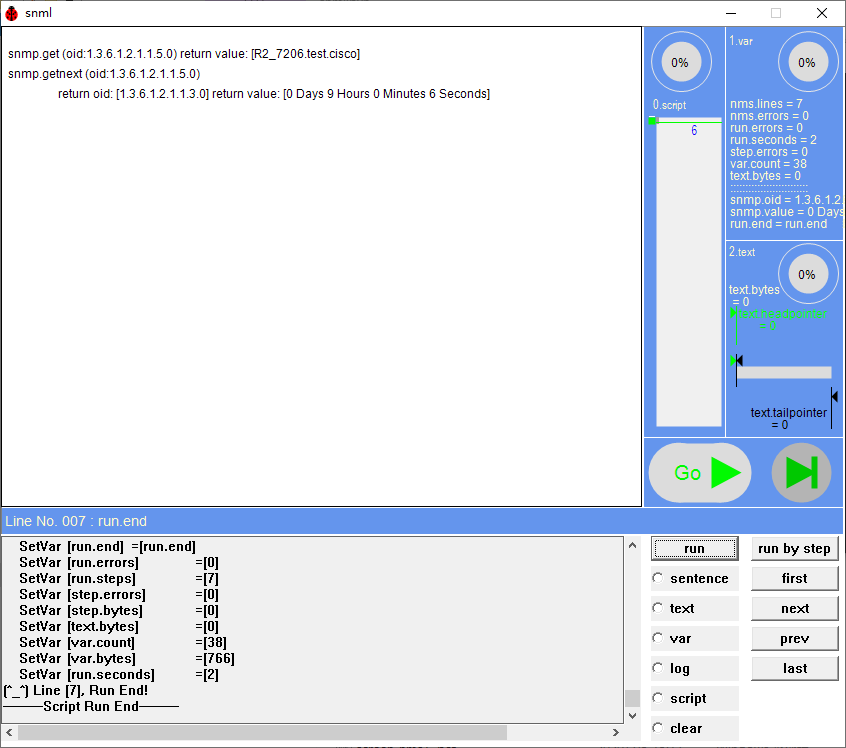 snml
snmp.get (oid:1.3.6.1.2.1.1.5.0) return value: [R2_7206.test.cisco]
snmp.getnext (oid:1.3.6.1.2.1.1.5.0)
return oid: [1.3.6.1.2.1.1.3.0] return value: [0 Days 9 Hours 0 Minutes 6 Seconds]
0%
0.script
6
1.var
0%
nms.lines = 7
nms.errors = 0
run.errors = 0
run.seconds = 2
step.errors = 0
var.count = 38
text.bytes = 0
snmp.oid = 1.3.6.1.2.
snmp.value = 0 Days
run.end = run.end
2.text
0%
text.bytes
= 0
text.headpointer
= 0
text.tailpointer
= 0
Go
Line No. 007 : run.end
SetVar [run.end] =[run.end]
SetVar [run.errors] =[0]
SetVar [run.steps] =[7]
SetVar [step.errors] =[0]
SetVar [step.bytes] =[0]
SetVar [text.bytes] =[0]
SetVar [var.count] =[38]
SetVar [var.bytes] =[766]
SetVar [run.seconds] =[2]
(^_^) Line [7], Run End!
———Script Run End———
run
run by step
sentence
first
text
next
var
prev
log
last
script
clear